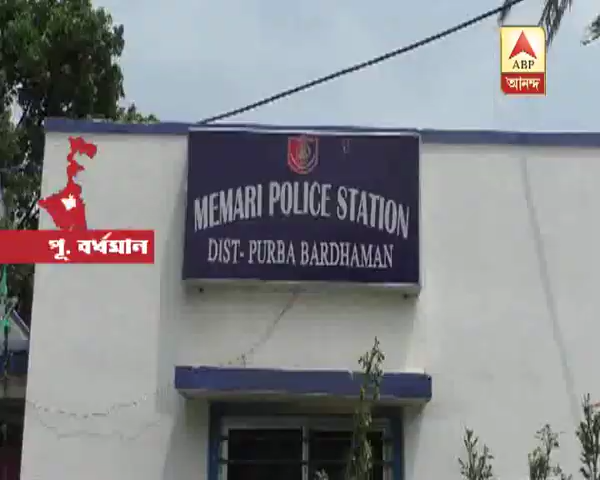 ABP
আনন্দ
MEMARI POLICE STATION
DIST- PURBA BARDHAMAN
পূ. বর্ধমান